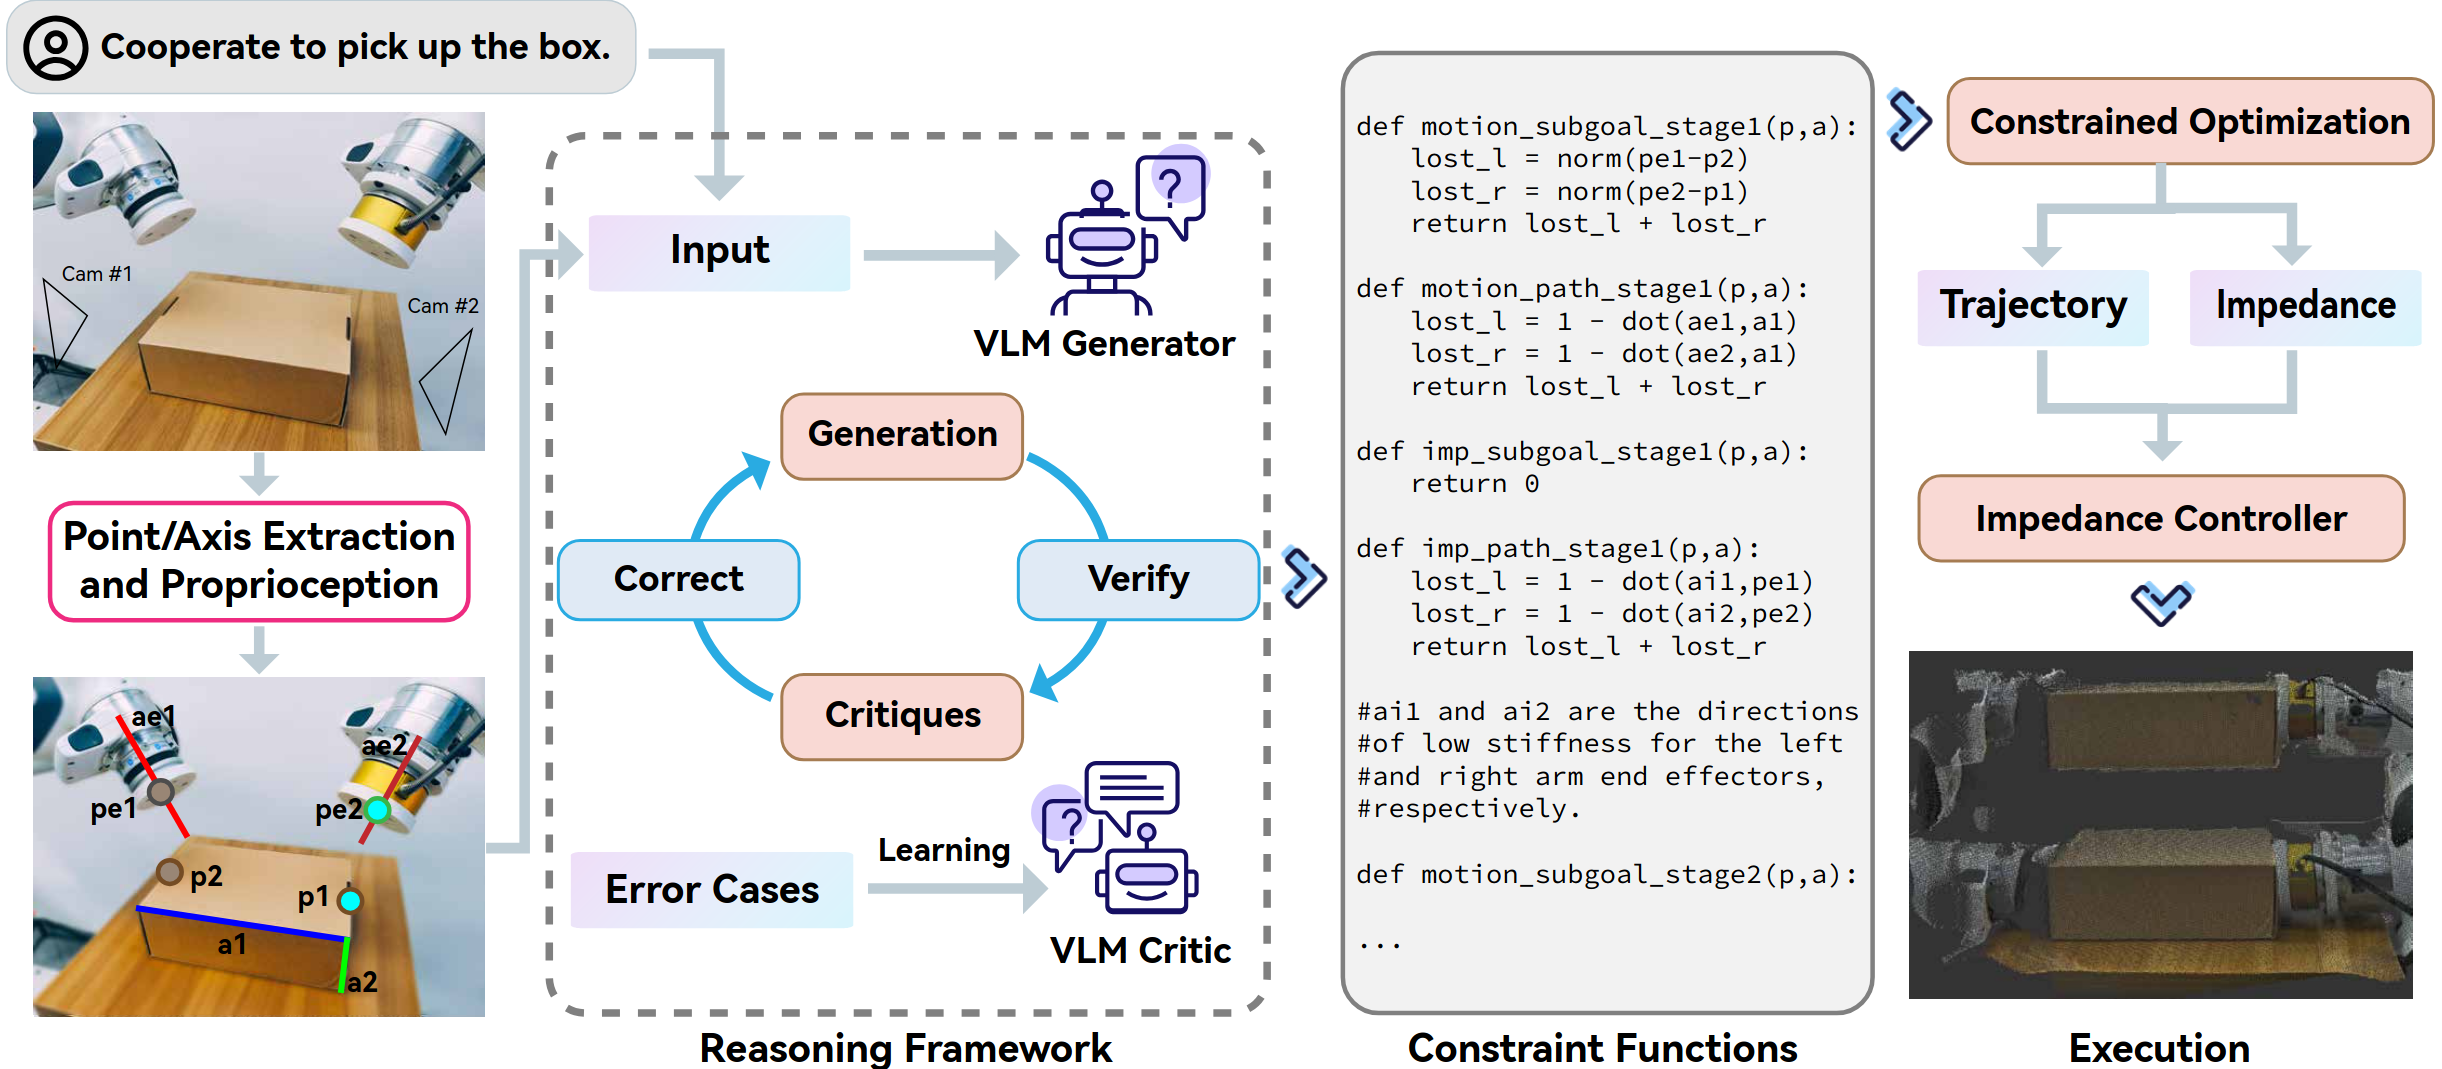 Cooperate to pick up the box.
Cam #1
Cam #2
Point/Axis Extraction
and Proprioception
ae1
ae2
pe1
pe2
p2
p1
a1
a2
Input
?
VLM Generator
Generation
Correct
Verify
Critiques
Error Cases
Learning
?
VLM Critic
Reasoning Framework
def motion_subgoal_stage1(p,a):
lost_l = norm(pe1-p2)
lost_r = norm(pe2-p1)
return lost_l + lost_r
def motion_path_stage1(p,a):
lost_l = 1 - dot(ae1,a1)
lost_r = 1 - dot(ae2,a1)
return lost_l + lost_r
def imp_subgoal_stage1(p,a):
return 0
def imp_path_stage1(p,a):
lost_l = 1 - dot(ai1,pe1)
lost_r = 1 - dot(ai2,pe2)
return lost_l + lost_r
#ai1 and ai2 are the directions
#of low stiffness for the left
#and right arm end effectors,
#respectively.
def motion_subgoal_stage2(p,a):
...
Constraint Functions
Constrained Optimization
Trajectory
Impedance
Impedance Controller
Execution